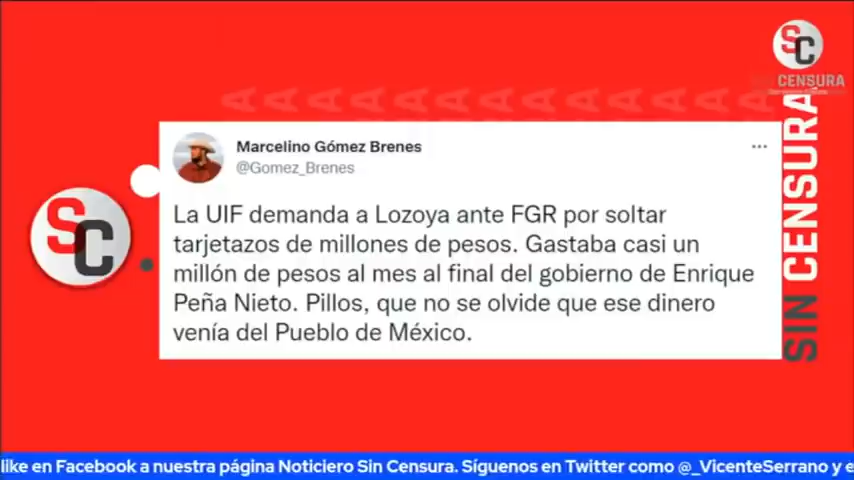 SC
SIN CENSURA
Marcelino Gómez Brenes
@Gomez_Brenes
La UIF demanda a Lozoya ante FGR por soltar
tarjetazos de millones de pesos. Gastaba casi un
millón de pesos al mes al final del gobierno de Enrique
Peña Nieto. Pillos, que no se olvide que ese dinero
venía del Pueblo de México.
SC
SIN CENSURA
like en Facebook a nuestra página Noticiero Sin Censura. Síguenos en Twitter como @_VicenteSerrano y e